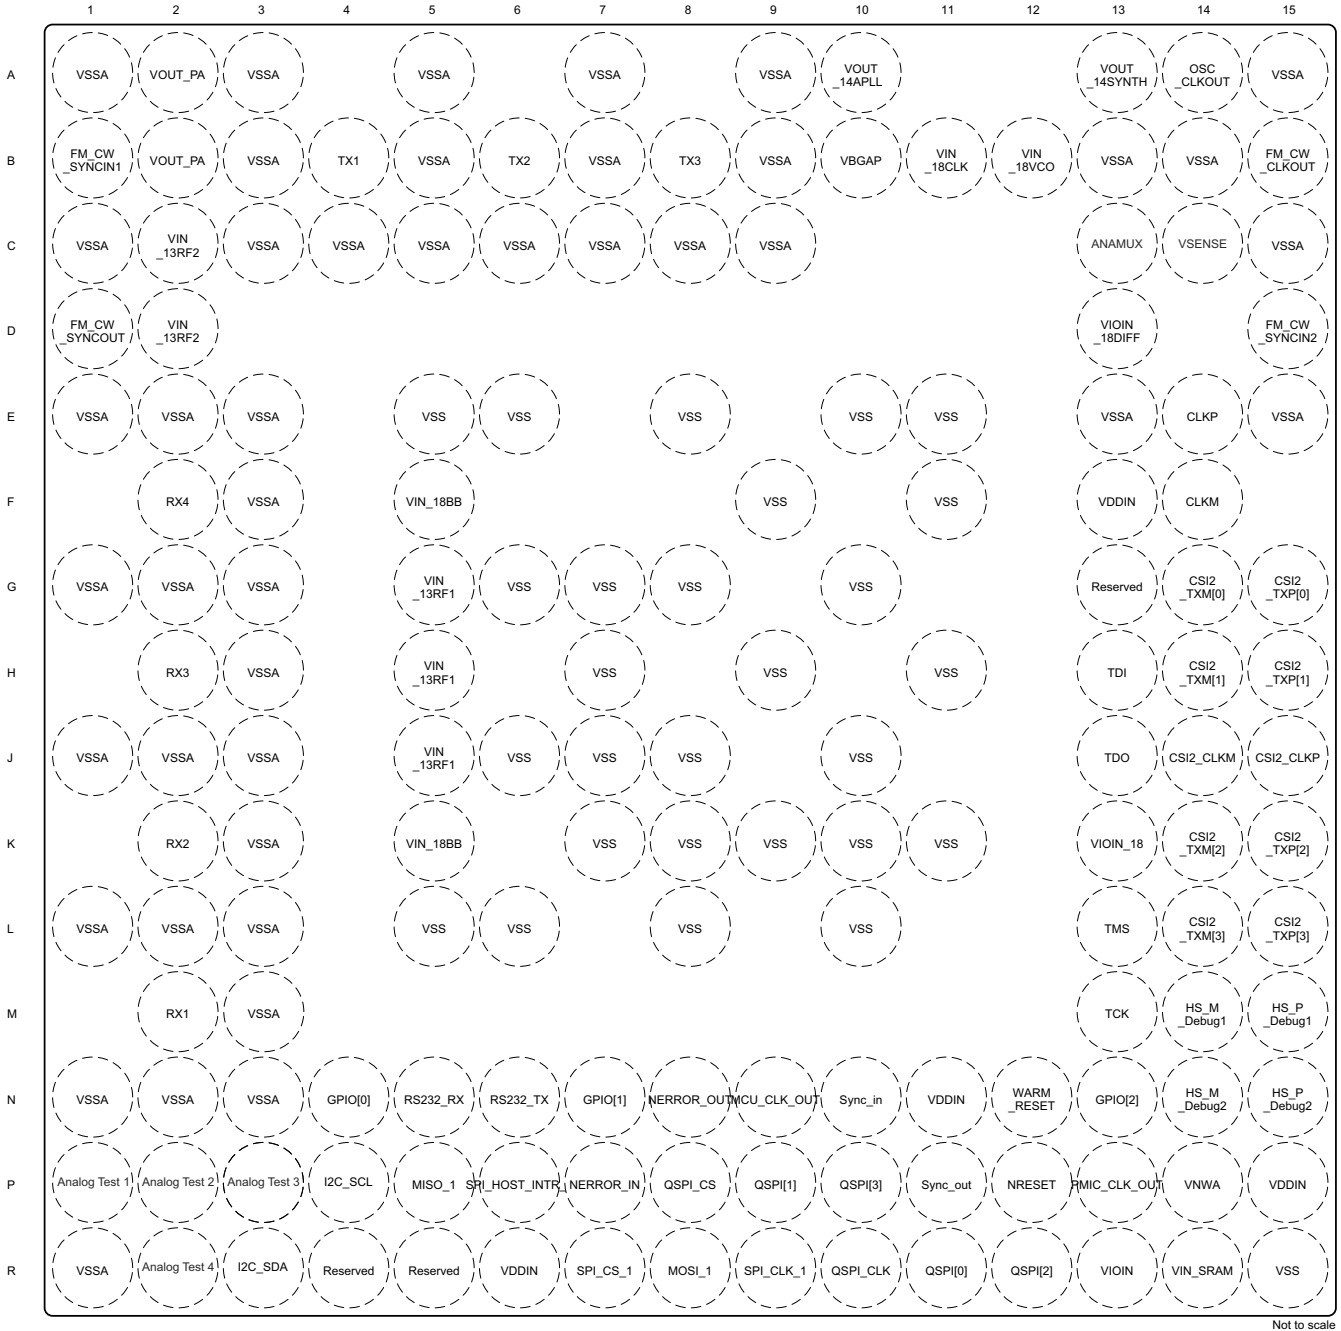 1 2 3 4 5 6 7 8 9 10 11 12 13 14 15
A VSSA VOUT_PA VSSA VSSA VSSA VSSA VOUT _14APLL VOUT _14SYNTH OSC _CLKOUT VSSA
B FM_CW _SYNCIN1 VOUT_PA VSSA TX1 VSSA TX2 VSSA TX3 VSSA VBGAP VIN _18CLK VIN _18VCO VSSA VSSA FM_CW _CLKOUT
C VSSA VIN _13RF2 VSSA VSSA VSSA VSSA VSSA VSSA VSSA ANAMUX VSENSE VSSA
D FM_CW _SYNCOUT VIN _13RF2 VIOIN _18DIFF FM_CW _SYNCIN2
E VSSA VSSA VSSA VSS VSS VSS VSS VSS VSSA CLKP VSSA
F RX4 VSSA VIN_18BB VSS VSS VDDIN CLKM
G VSSA VSSA VSSA VIN _13RF1 VSS VSS VSS VSS Reserved CSI2 _TXM[0] CSI2 _TXP[0]
H RX3 VSSA VIN _13RF1 VSS VSS VSS TDI CSI2 _TXM[1] CSI2 _TXP[1]
J VSSA VSSA VSSA VIN _13RF1 VSS VSS VSS VSS TDO CSI2_CLKM CSI2_CLKP
K RX2 VSSA VIN_18BB VSS VSS VSS VSS VSS VIOIN_18 CSI2 _TXM[2] CSI2 _TXP[2]
L VSSA VSSA VSSA VSS VSS VSS VSS TMS CSI2 _TXM[3] CSI2 _TXP[3]
M RX1 VSSA TCK HS_M _Debug1 HS_P _Debug1
N VSSA VSSA VSSA GPIO[0] RS232_RX RS232_TX GPIO[1] NERROR_OUT MCU_CLK_OUT Sync_in VDDIN WARM _RESET GPIO[2] HS_M _Debug2 HS_P _Debug2
P Analog Test 1 Analog Test 2 Analog Test 3 I2C_SCL MISO_1 SPI_HOST_INTR_ NERROR_IN QSPI_CS QSPI[1] QSPI[3] Sync_out NRESET PMIC_CLK_OUT VNWA VDDIN
R VSSA Analog Test 4 I2C_SDA Reserved Reserved VDDIN SPI_CS_1 MOSI_1 SPI_CLK_1 QSPI_CLK QSPI[0] QSPI[2] VIOIN VIN_SRAM VSS
Not to scale